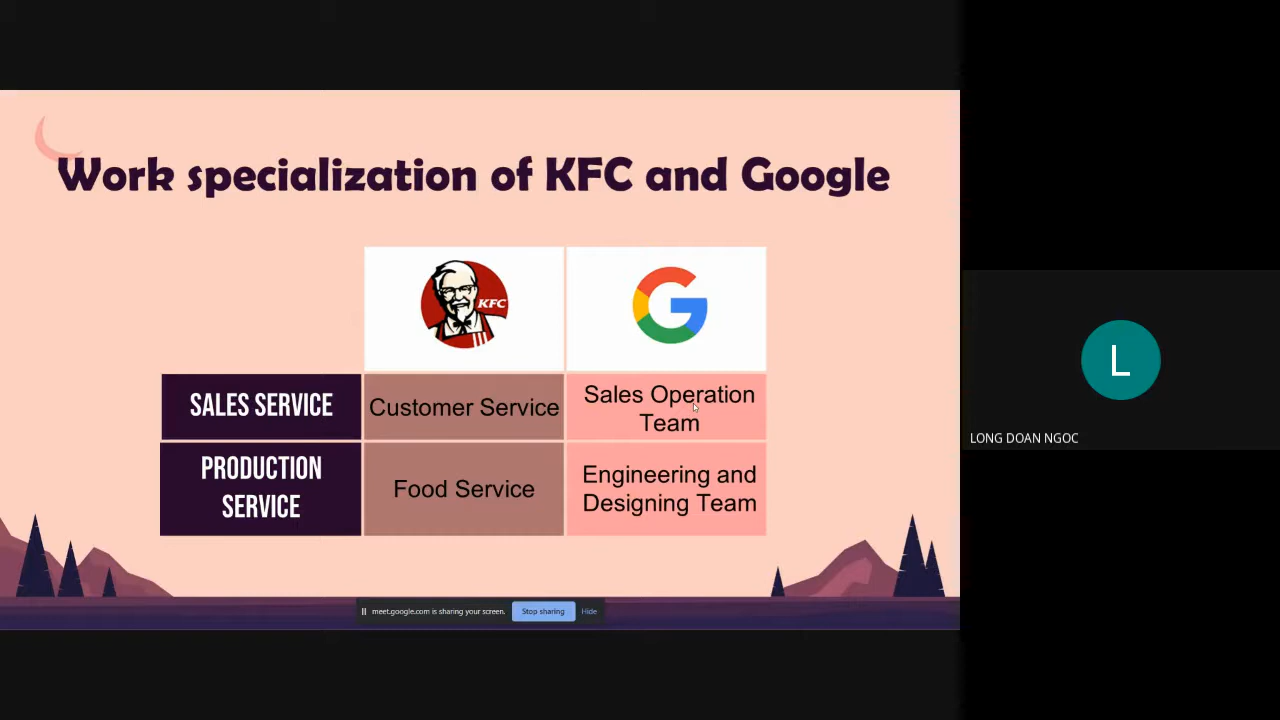 Work specialization of KFC and Google
KFC
SALES SERVICE
Customer Service
Sales Operation
Team
PRODUCTION
SERVICE
Food Service
Engineering and
Designing Team
meet.google.com is sharing your screen.
Stop sharing
Hide
L
LONG DOAN NGOC